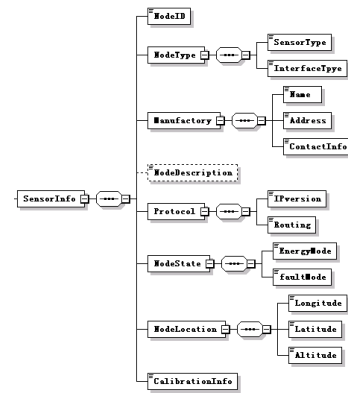 NodeID
NodeType
SensorType
InterfaceTpye
Manufactory
Name
Address
ContactInfo
NodeDescription
SensorInfo
Protocol
IPversion
Routing
NodeState
EnergyMode
faultMode
NodeLocation
Longitude
Latitude
Altitude
CalibrationInfo